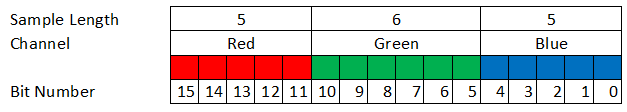 Sample Length 5 6 5
Channel Red Green Blue
Bit Number 15 14 13 12 11 10 9 8 7 6 5 4 3 2 1 0